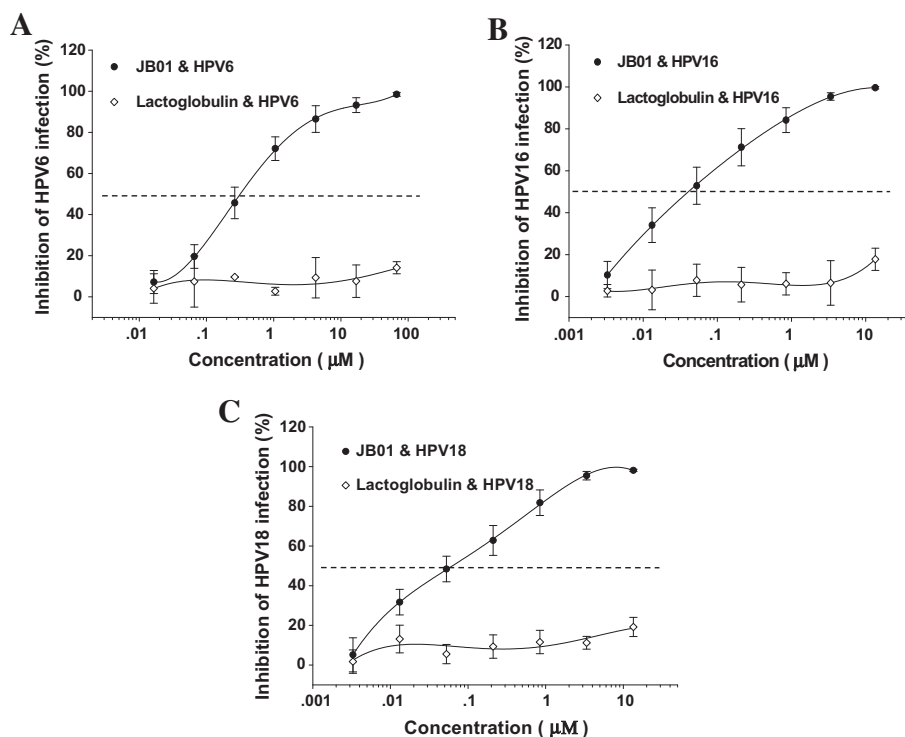 A
Inhibition of HPV6 infection (%)
120
100
80
60
40
20
0
JB01 & HPV6
Lactoglobulin & HPV6
.01
.1
1
10
100
Concentration ( μM)
B
Inhibition of HPV16 infection (%)
120
100
80
60
40
20
0
JB01 & HPV16
Lactoglobulin & HPV16
.001
.01
.1
1
10
Concentration ( μM)
C
Inhibition of HPV18 infection (%)
120
100
80
60
40
20
0
JB01 & HPV18
Lactoglobulin & HPV18
.001
.01
.1
1
10
Concentration ( μM)